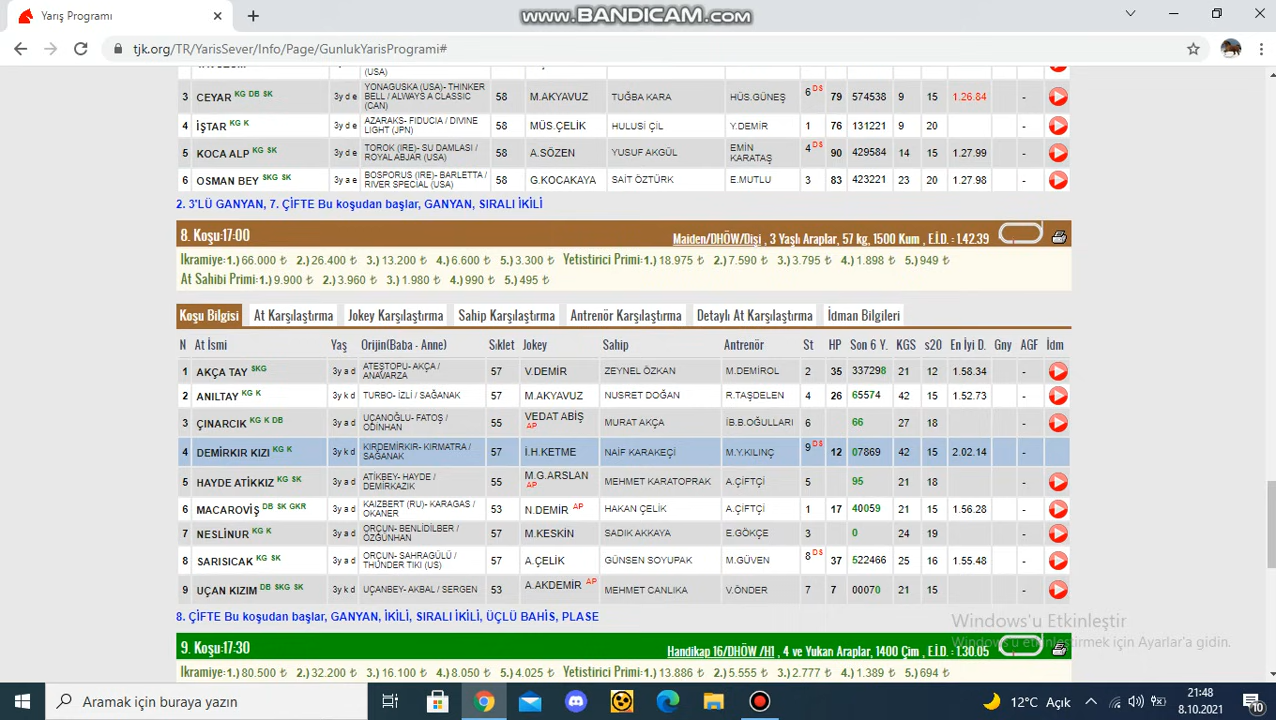 Yarış Programı
www.BANDICAM.com
tjk.org/TR/YarisSever/Info/Page/GunlukYarisProgrami#
(USA)
3 CEYAR KG DB SK 3y d e YONAGUSKA (USA)- THINKER BELL / ALWAYS A CLASSIC (CAN) 58 M.AKYAVUZ TUĞBA KARA HÜS.GÜNEŞ 6 DS 79 574538 9 15 1.26.84 -
4 İŞTAR KG K 3y d e AZARAKS- FIDUCIA / DIVINE LIGHT (JPN) 58 MÜS.ÇELİK HULUSİ ÇİL Y.DEMİR 1 76 131221 9 20 -
5 KOCA ALP KG SK 3y d e TOROK (IRE)- SU DAMLASI / ROYAL ABJAR (USA) 58 A.SÖZEN YUSUF AKGÜL EMİN KARATAŞ 4 DS 90 429584 14 15 1.27.99 -
6 OSMAN BEY SKG SK 3y a e BOSPORUS (IRE)- BARLETTA / RIVER SPECIAL (USA) 58 G.KOCAKAYA SAİT ÖZTÜRK E.MUTLU 3 83 423221 23 20 1.27.98 -
2. 3'LÜ GANYAN, 7. ÇİFTE Bu koşudan başlar, GANYAN, SIRALI İKİLİ
8. Koşu:17:00 Maiden/DHÖW/Dişi , 3 Yaşlı Araplar, 57 kg, 1500 Kum , E.İ.D. : 1.42.39
Ikramiye:1.) 66.000 ₺ 2.) 26.400 ₺ 3.) 13.200 ₺ 4.) 6.600 ₺ 5.) 3.300 ₺ Yetistirici Primi:1.) 18.975 ₺ 2.) 7.590 ₺ 3.) 3.795 ₺ 4.) 1.898 ₺ 5.) 949 ₺
At Sahibi Primi:1.) 9.900 ₺ 2.) 3.960 ₺ 3.) 1.980 ₺ 4.) 990 ₺ 5.) 495 ₺
Koşu Bilgisi At Karşılaştırma Jokey Karşılaştırma Sahip Karşılaştırma Antrenör Karşılaştırma Detaylı At Karşılaştırma İdman Bilgileri
N At İsmi Yaş Orijin(Baba - Anne) Sıklet Jokey Sahip Antrenör St HP Son 6 Y. KGS s20 En İyi D. Gny AGF İdm
1 AKÇA TAY SKG 3y a d ATEŞTOPU- AKÇA / ANAVARZA 57 V.DEMİR ZEYNEL ÖZKAN M.DEMİROL 2 35 337298 21 12 1.58.34 -
2 ANILTAY KG K 3y k d TURBO- İZLİ / SAĞANAK 57 M.AKYAVUZ NUSRET DOĞAN R.TAŞDELEN 4 26 65574 42 15 1.52.73 -
3 ÇINARCIK KG K DB 3y a d UÇANOĞLU- FATOŞ / ODİNHAN 55 VEDAT ABİŞ AP MURAT AKÇA İB.B.OĞULLARI 6 66 27 18 -
4 DEMİRKIR KIZI KG K 3y k d KIRDEMİRKIR- KIRMATRA / SAĞANAK 57 İ.H.KETME NAİF KARAKEÇİ M.Y.KILINÇ 9 DS 12 07869 42 15 2.02.14 -
5 HAYDE ATİKKIZ KG SK 3y a d ATİKBEY- HAYDE / DEMİRKAZIK 55 M.G.ARSLAN AP MEHMET KARATOPRAK A.ÇİFTÇİ 5 95 21 18 -
6 MACAROVİŞ DB SK GKR 3y a d KAIZBERT (RU)- KARAGAS / OKANER 53 N.DEMİR AP HAKAN ÇELİK A.ÇİFTÇİ 1 17 40059 21 15 1.56.28 -
7 NESLİNUR KG K 3y a d ORÇUN- BENLİDİLBER / ÖZGÜNHAN 57 M.KESKİN SADIK AKKAYA E.GÖKÇE 3 0 24 19 -
8 SARISICAK KG SK 3y a d ORÇUN- SAHRAGÜLÜ / THUNDER TIKI (US) 57 A.ÇELİK GÜNSEN SOYUPAK M.GÜVEN 8 DS 37 522466 25 16 1.55.48 -
9 UÇAN KIZIM DB SKG SK 3y k d UÇANBEY- AKBAL / SERGEN 53 A.AKDEMİR AP MEHMET CANLIKA V.ÖNDER 7 7 00070 21 15 -
8. ÇİFTE Bu koşudan başlar, GANYAN, İKİLİ, SIRALI İKİLİ, ÜÇLÜ BAHİS, PLASE
Windows'u Etkinleştir
Windows'u etkinleştirmek için Ayarlar'a gidin.
9. Koşu:17:30 Handikap 16/DHÖW /H1 , 4 ve Yukarı Araplar, 1400 Çim , E.İ.D. : 1.30.05
Ikramiye:1.) 80.500 ₺ 2.) 32.200 ₺ 3.) 16.100 ₺ 4.) 8.050 ₺ 5.) 4.025 ₺ Yetistirici Primi:1.) 13.886 ₺ 2.) 5.555 ₺ 3.) 2.777 ₺ 4.) 1.389 ₺ 5.) 694 ₺
Aramak için buraya yazın
12°C Açık
21:48
8.10.2021
10